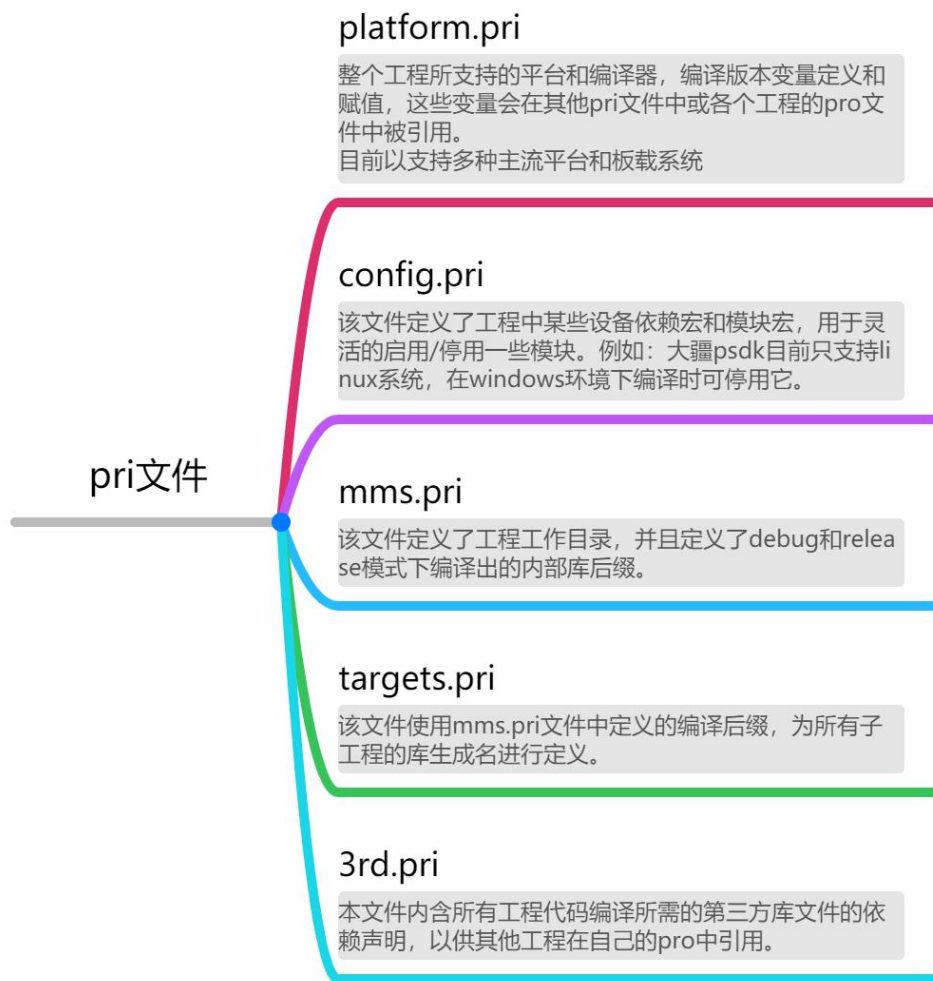 platform.pri
整个工程所支持的平台和编译器，编译版本变量定义和
赋值，这些变量会在其他pri文件中或各个工程的pro文
件中被引用。
目前以支持多种主流平台和板载系统
config.pri
该文件定义了工程中某些设备依赖宏和模块宏，用于灵
活的启用/停用一些模块。例如：大疆psdk目前只支持li
nux系统，在windows环境下编译时可停用它。
pri文件
mms.pri
该文件定义了工程工作目录，并且定义了debug和relea
se模式下编译出的内部库后缀。
targets.pri
该文件使用mms.pri文件中定义的编译后缀，为所有子
工程的库生成名进行定义。
3rd.pri
本文件内含所有工程代码编译所需的第三方库文件的依
赖声明，以供其他工程在自己的pro中引用。